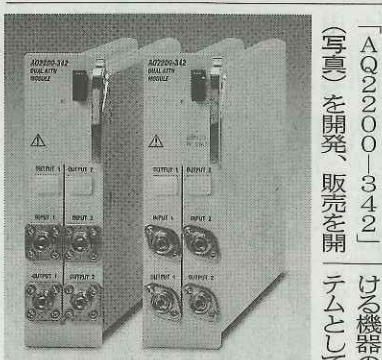 「AQ2200―342」
(写真)を開発、販売を開
ける機器
テムとして
AQ2200-342
DUAL ATTN
MODULE
OUTPUT 1 OUTPUT 2
INPUT 1 INPUT 2
OUTPUT 1 OUTPUT 2
AQ2200-342
DUAL ATTN
MODULE
OUTPUT 1 OUTPUT 2
INPUT 1 INPUT 2
OUTPUT 1 OUTPUT 2